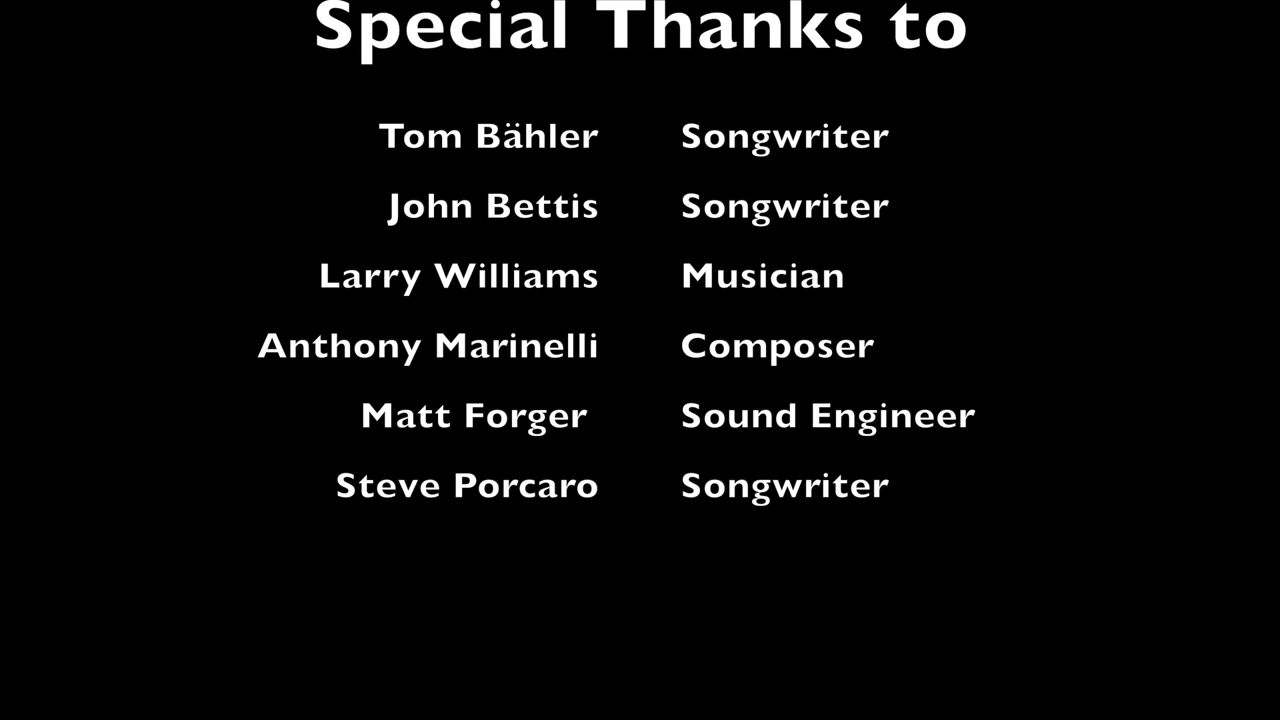 Special Thanks to
Tom Bähler Songwriter
John Bettis Songwriter
Larry Williams Musician
Anthony Marinelli Composer
Matt Forger Sound Engineer
Steve Porcaro Songwriter